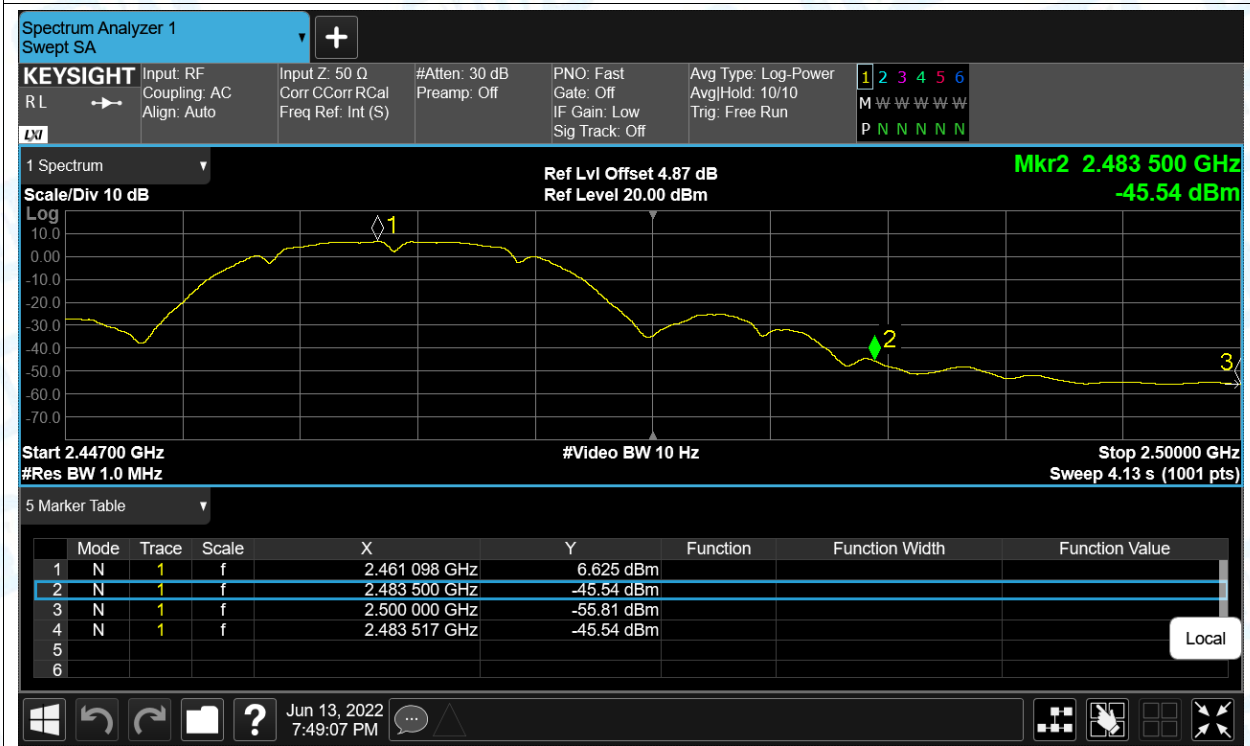 Spectrum Analyzer 1
Swept SA
KEYSIGHT
R L
LXI
Input: RF
Coupling: AC
Align: Auto
Input Z: 50 Ω
Corr CCorr RCal
Freq Ref: Int (S)
#Atten: 30 dB
Preamp: Off
PNO: Fast
Gate: Off
IF Gain: Low
Sig Track: Off
Avg Type: Log-Power
Avg|Hold: 10/10
Trig: Free Run
1 2 3 4 5 6
M W W W W W
P N N N N N
1 Spectrum
Scale/Div 10 dB
Ref Lvl Offset 4.87 dB
Ref Level 20.00 dBm
Mkr2 2.483 500 GHz
-45.54 dBm
Log
10.0
0.00
-10.0
-20.0
-30.0
-40.0
-50.0
-60.0
-70.0
1
2
3
Start 2.44700 GHz
#Video BW 10 Hz
Stop 2.50000 GHz
#Res BW 1.0 MHz
Sweep 4.13 s (1001 pts)
5 Marker Table
Mode Trace Scale X Y Function Function Width Function Value
1 N 1 f 2.461 098 GHz 6.625 dBm
2 N 1 f 2.483 500 GHz -45.54 dBm
3 N 1 f 2.500 000 GHz -55.81 dBm
4 N 1 f 2.483 517 GHz -45.54 dBm
5
6
Local
?
Jun 13, 2022
7:49:07 PM